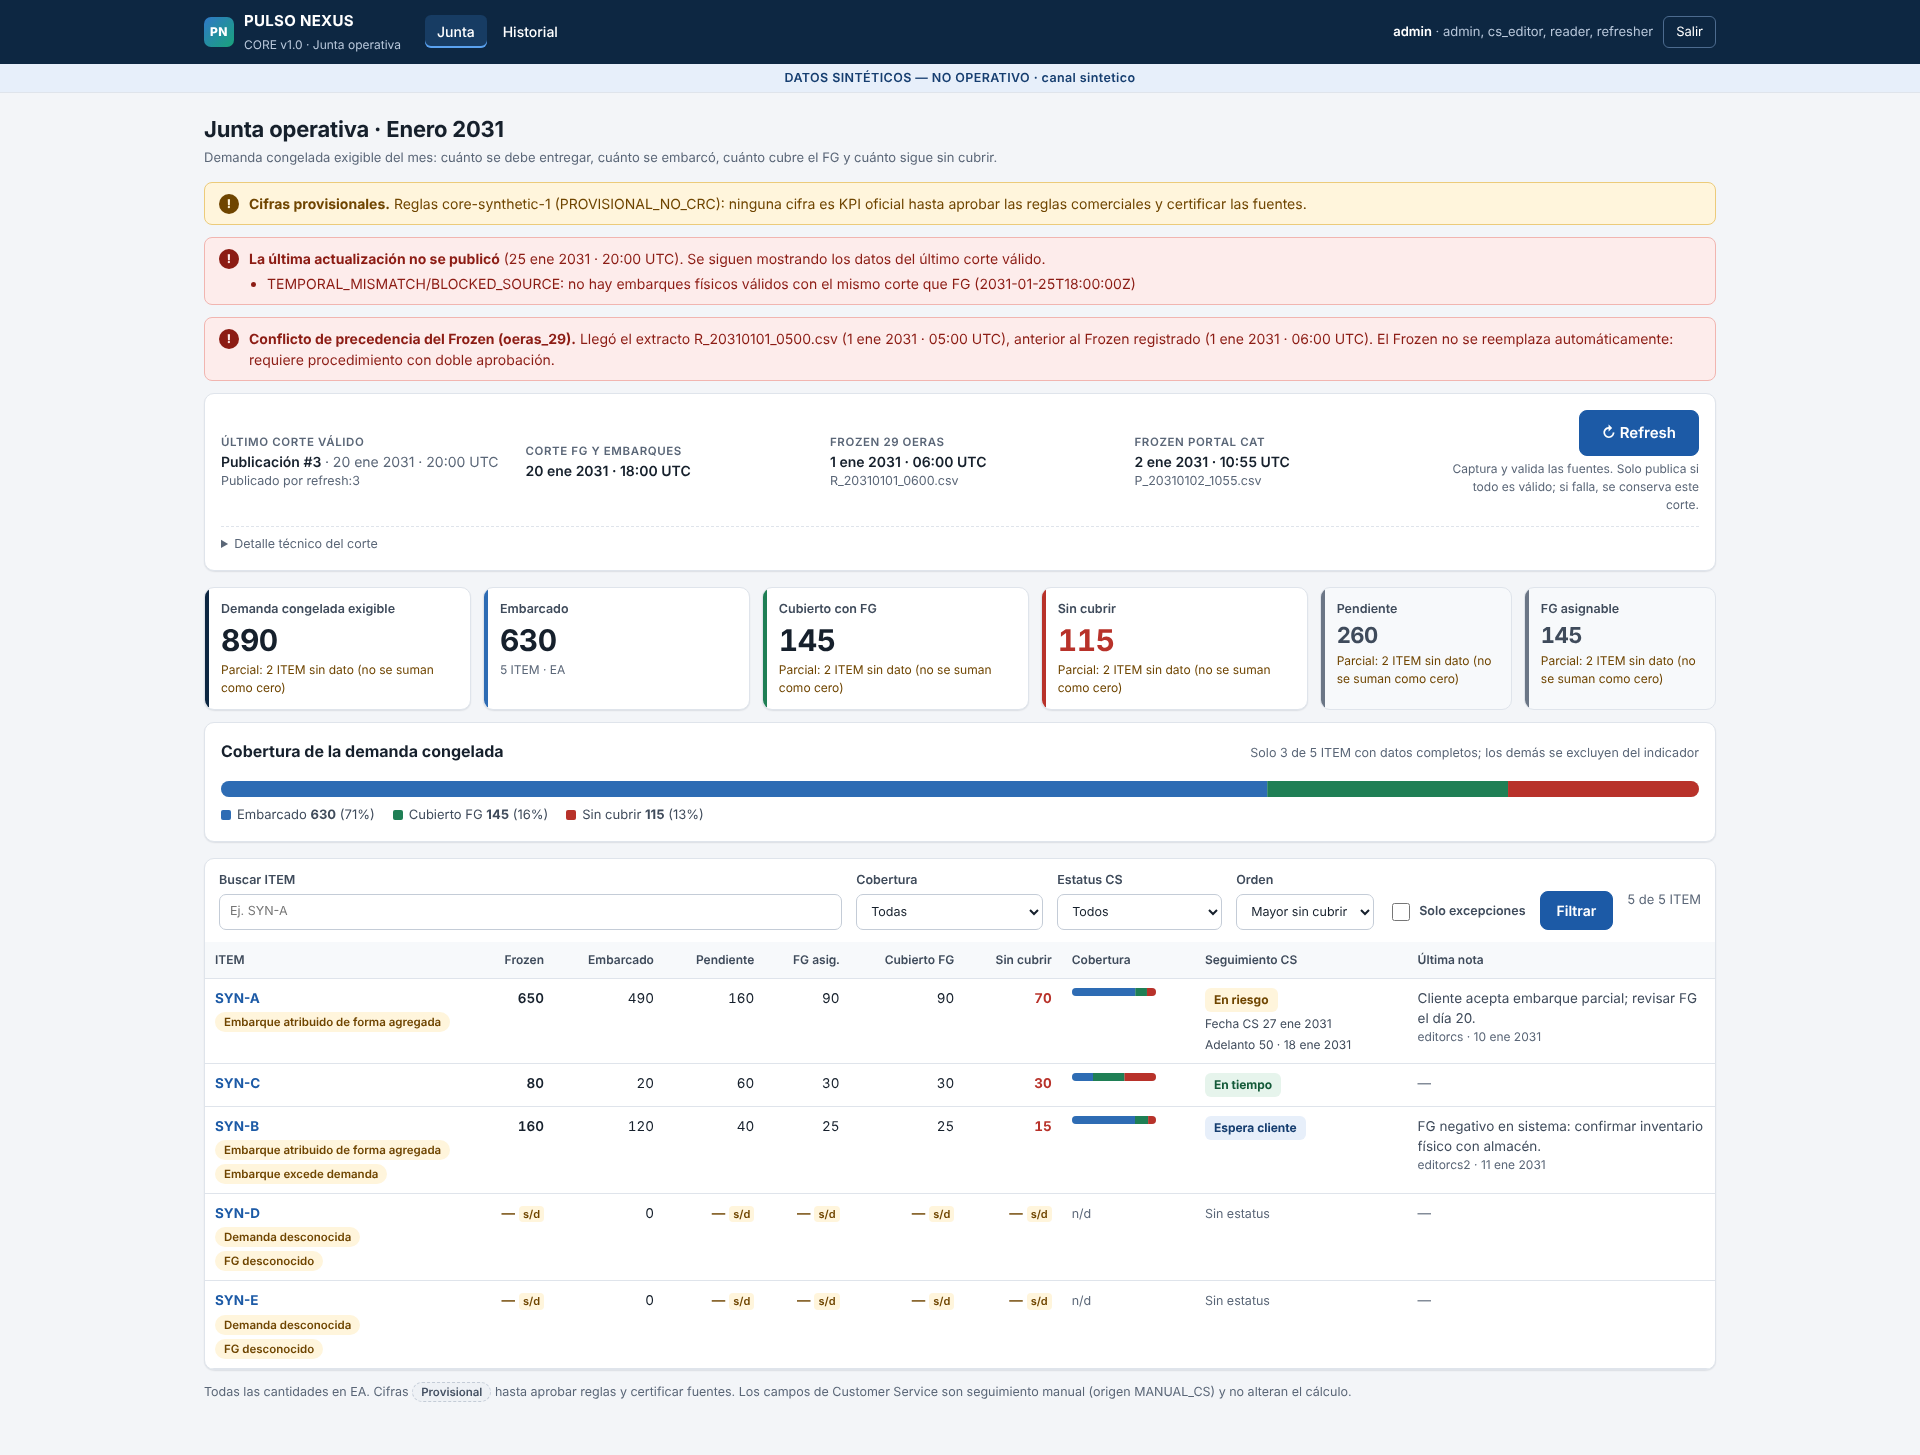 PN
PULSO NEXUS
CORE v1.0 · Junta operativa
Junta
Historial
admin · admin, cs_editor, reader, refresher
Salir
DATOS SINTÉTICOS — NO OPERATIVO · canal sintetico
Junta operativa · Enero 2031
Demanda congelada exigible del mes: cuánto se debe entregar, cuánto se embarcó, cuánto cubre el FG y cuánto sigue sin cubrir.
! Cifras provisionales. Reglas core-synthetic-1 (PROVISIONAL_NO_CRC): ninguna cifra es KPI oficial hasta aprobar las reglas comerciales y certificar las fuentes.
! La última actualización no se publicó (25 ene 2031 · 20:00 UTC). Se siguen mostrando los datos del último corte válido.
• TEMPORAL_MISMATCH/BLOCKED_SOURCE: no hay embarques físicos válidos con el mismo corte que FG (2031-01-25T18:00:00Z)
! Conflicto de precedencia del Frozen (oeras_29). Llegó el extracto R_20310101_0500.csv (1 ene 2031 · 05:00 UTC), anterior al Frozen registrado (1 ene 2031 · 06:00 UTC). El Frozen no se reemplaza automáticamente:
requiere procedimiento con doble aprobación.
ÚLTIMO CORTE VÁLIDO
Publicación #3 · 20 ene 2031 · 20:00 UTC
Publicado por refresh:3
CORTE FG Y EMBARQUES
20 ene 2031 · 18:00 UTC
FROZEN 29 OERAS
1 ene 2031 · 06:00 UTC
R_20310101_0600.csv
FROZEN PORTAL CAT
2 ene 2031 · 10:55 UTC
P_20310102_1055.csv
↻ Refresh
Captura y valida las fuentes. Solo publica si
todo es válido; si falla, se conserva este
corte.
▶ Detalle técnico del corte
Demanda congelada exigible
890
Parcial: 2 ITEM sin dato (no se suman
como cero)
Embarcado
630
5 ITEM · EA
Cubierto con FG
145
Parcial: 2 ITEM sin dato (no se suman
como cero)
Sin cubrir
115
Parcial: 2 ITEM sin dato (no se suman
como cero)
Pendiente
260
Parcial: 2 ITEM sin dato (no
se suman como cero)
FG asignable
145
Parcial: 2 ITEM sin dato (no
se suman como cero)
Cobertura de la demanda congelada
Solo 3 de 5 ITEM con datos completos; los demás se excluyen del indicador
Embarcado 630 (71%) Cubierto FG 145 (16%) Sin cubrir 115 (13%)
Buscar ITEM
Ej. SYN-A
Cobertura
Todas
Estatus CS
Todos
Orden
Mayor sin cubrir
Solo excepciones
Filtrar
5 de 5 ITEM
ITEM Frozen Embarcado Pendiente FG asig. Cubierto FG Sin cubrir Cobertura Seguimiento CS Última nota
SYN-A 650 490 160 90 90 70
Embarque atribuido de forma agregada
En riesgo
Fecha CS 27 ene 2031
Adelanto 50 · 18 ene 2031
Cliente acepta embarque parcial; revisar FG
el día 20.
editorcs · 10 ene 2031
SYN-C 80 20 60 30 30 30 En tiempo —
SYN-B 160 120 40 25 25 15
Embarque atribuido de forma agregada
Embarque excede demanda
Espera cliente
FG negativo en sistema: confirmar inventario
físico con almacén.
editorcs2 · 11 ene 2031
SYN-D — s/d 0 — s/d — s/d — s/d — s/d n/d Sin estatus —
Demanda desconocida
FG desconocido
SYN-E — s/d 0 — s/d — s/d — s/d — s/d n/d Sin estatus —
Demanda desconocida
FG desconocido
Todas las cantidades en EA. Cifras Provisional hasta aprobar reglas y certificar fuentes. Los campos de Customer Service son seguimiento manual (origen MANUAL_CS) y no alteran el cálculo.